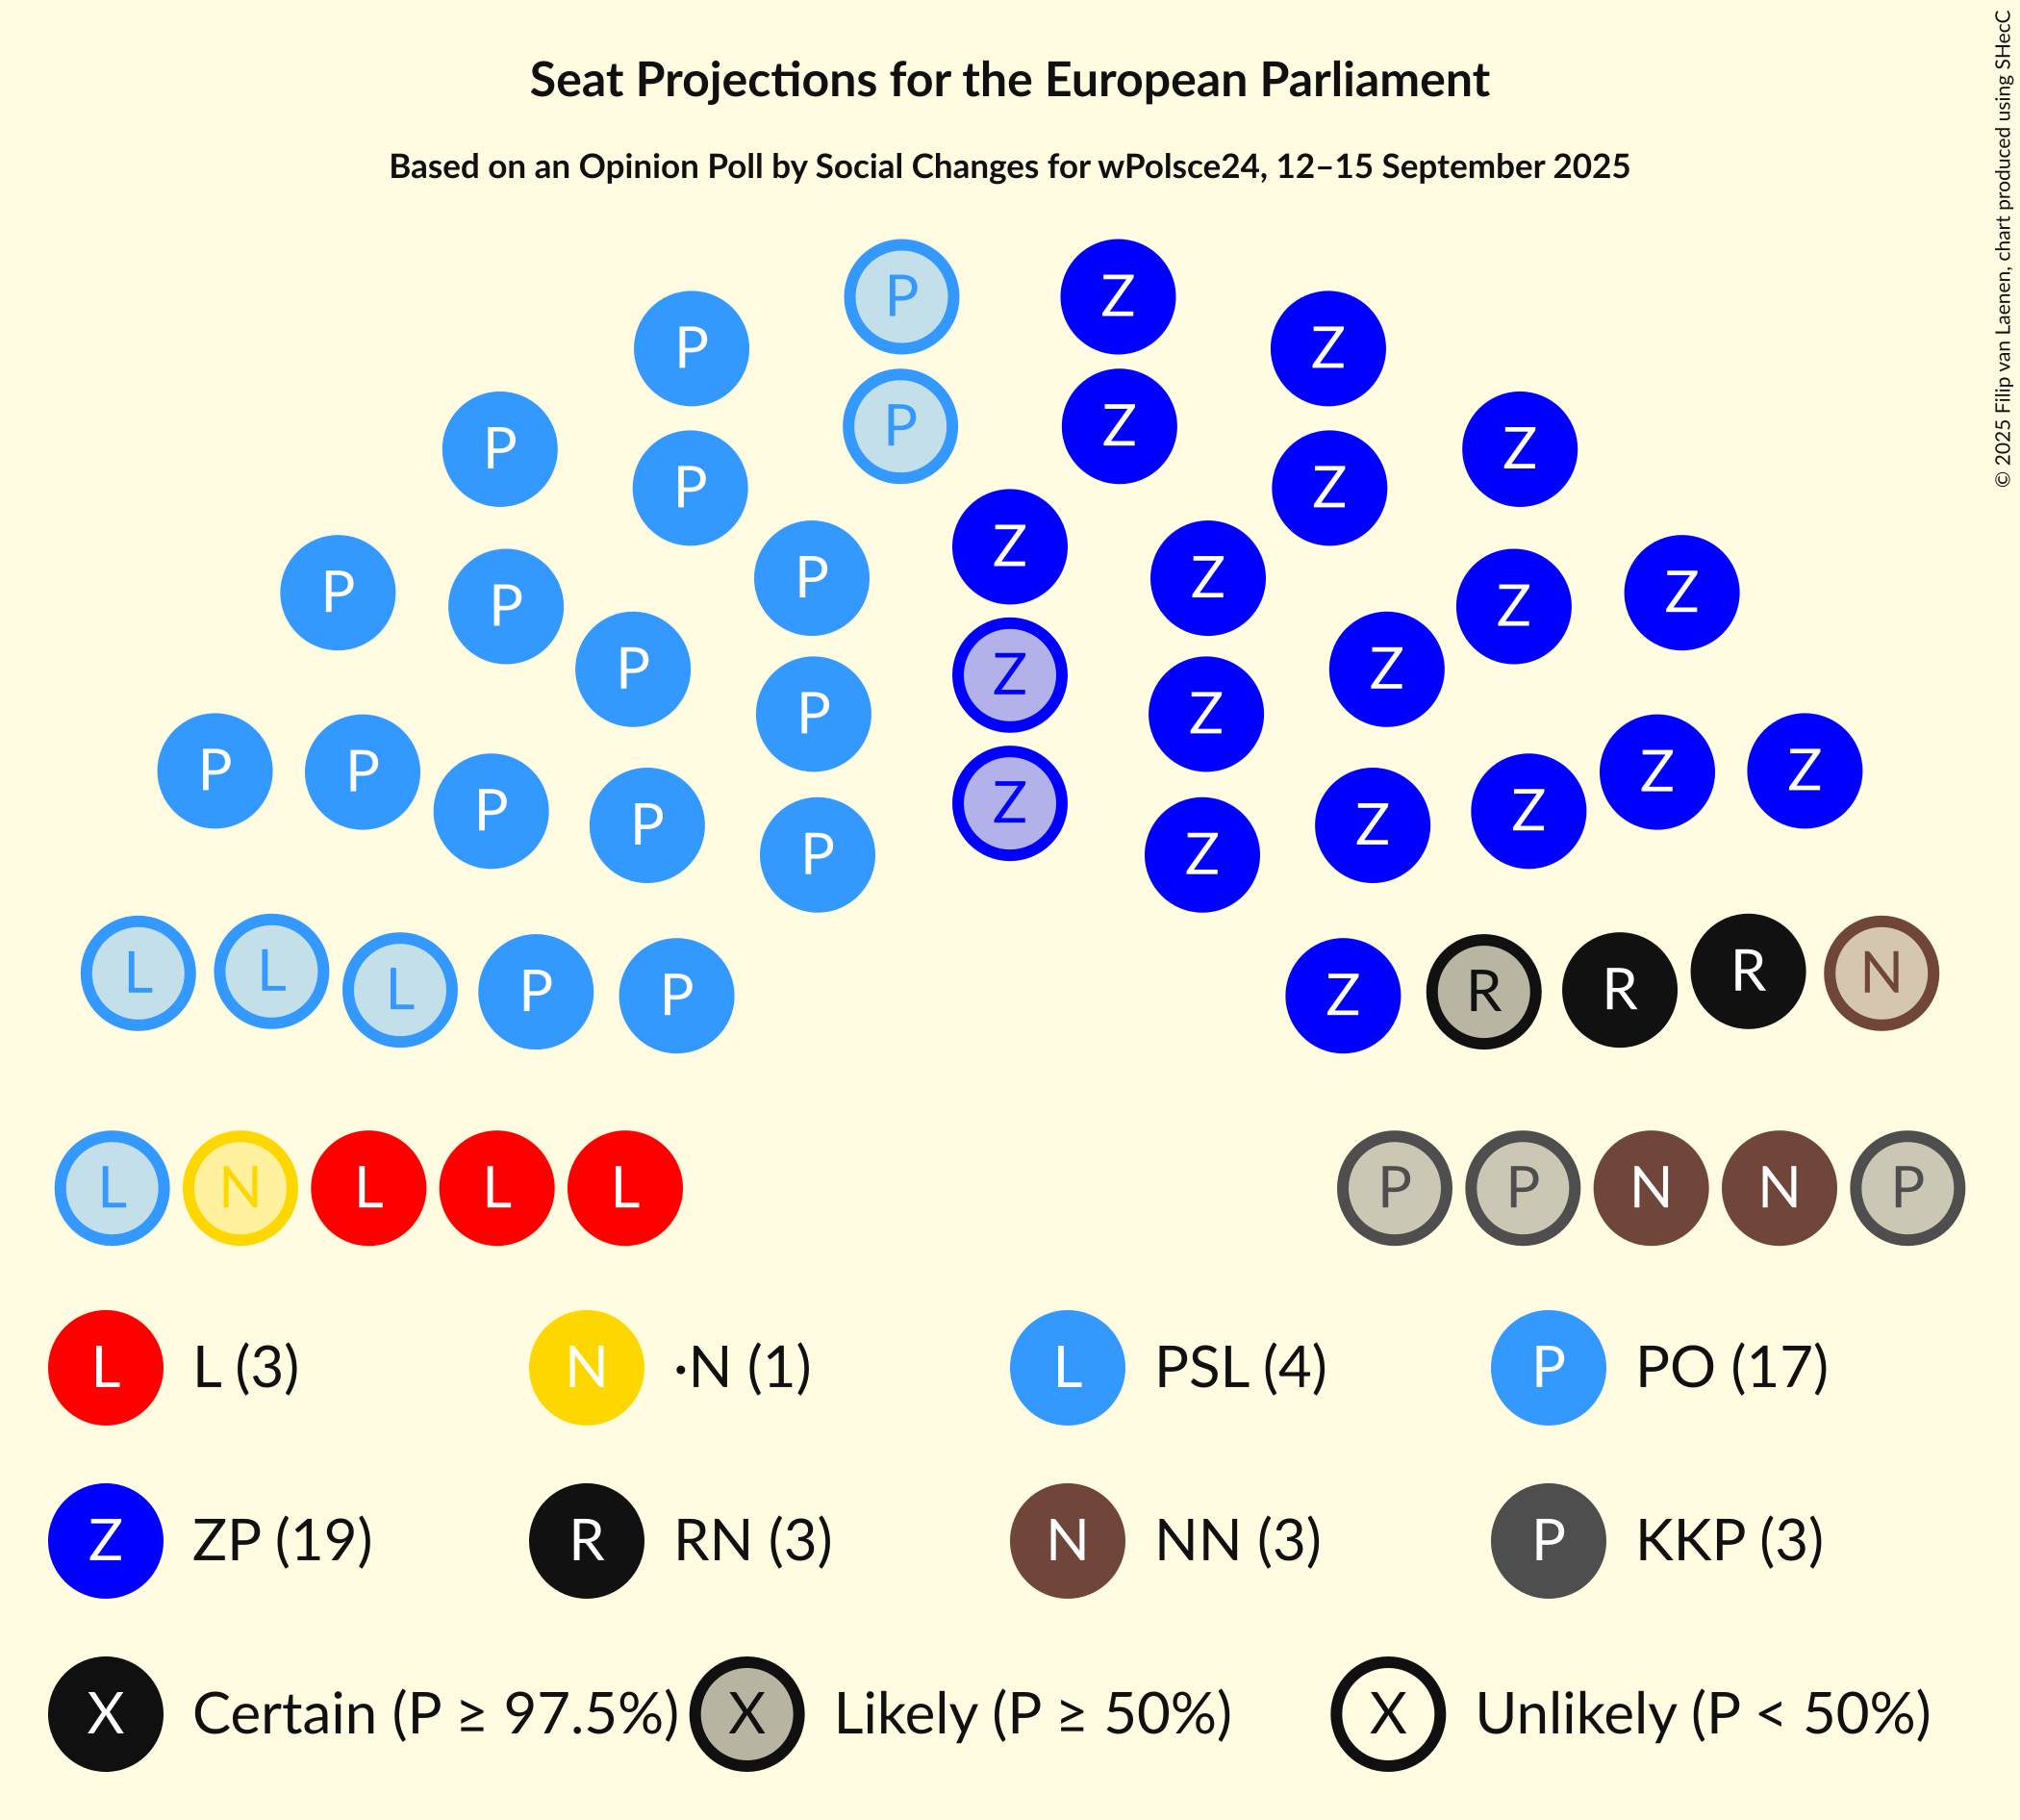 Seat Projections for the European Parliament
Based on an Opinion Poll by Social Changes for wPolsce24, 12–15 September 2025
© 2025 Filip van Laenen, chart produced using SHecC
P Z
P Z
P Z
P Z
P Z
P Z
Z
P Z
P Z
P Z
P Z
Z
P Z
P Z
P Z
P Z
Z
P Z
P Z
P Z
L L R N
L R
P R
P Z
L N L L L P P N N P
L L (3) N ·N (1) L PSL (4) P PO (17)
Z ZP (19) R RN (3) N NN (3) P KKP (3)
X Certain (P ≥ 97.5%) X Likely (P ≥ 50%) X Unlikely (P < 50%)